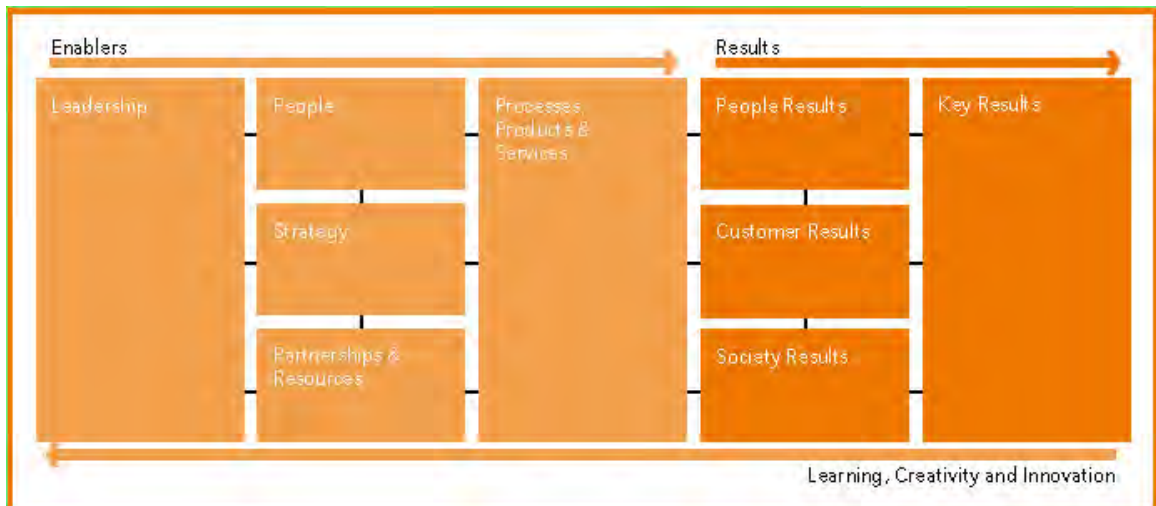 Enablers
Results
Leadership
People
Processes,
Products &
Services
People Results
Key Results
Strategy
Customer Results
Partnerships &
Resources
Society Results
Learning, Creativity and Innovation